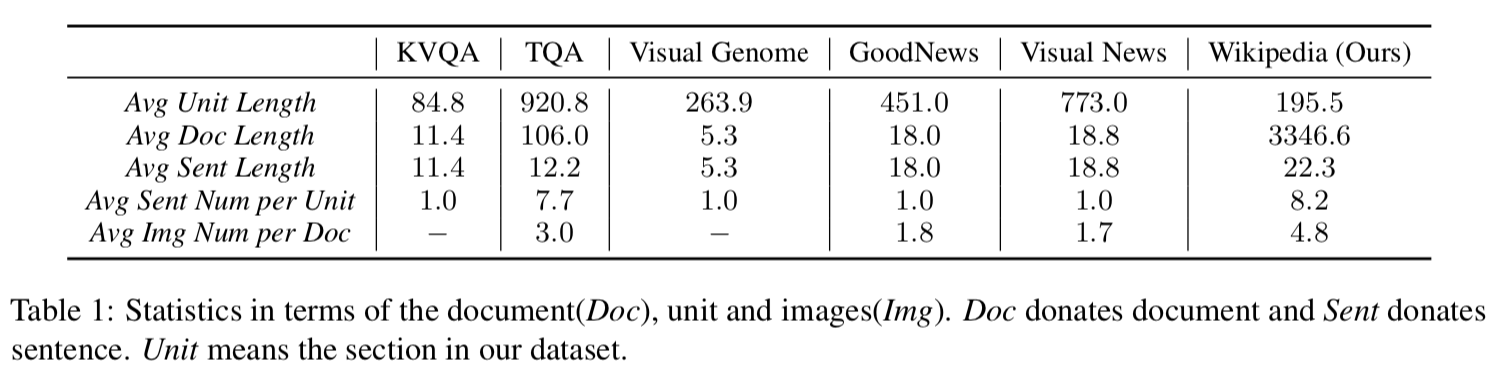 KVQA TQA Visual Genome GoodNews Visual News Wikipedia (Ours)
Avg Unit Length 84.8 920.8 263.9 451.0 773.0 195.5
Avg Doc Length 11.4 106.0 5.3 18.0 18.8 3346.6
Avg Sent Length 11.4 12.2 5.3 18.0 18.8 22.3
Avg Sent Num per Unit 1.0 7.7 1.0 1.0 1.0 8.2
Avg Img Num per Doc – 3.0 – 1.8 1.7 4.8
Table 1: Statistics in terms of the document(Doc), unit and images(Img). Doc donates document and Sent donates
sentence. Unit means the section in our dataset.